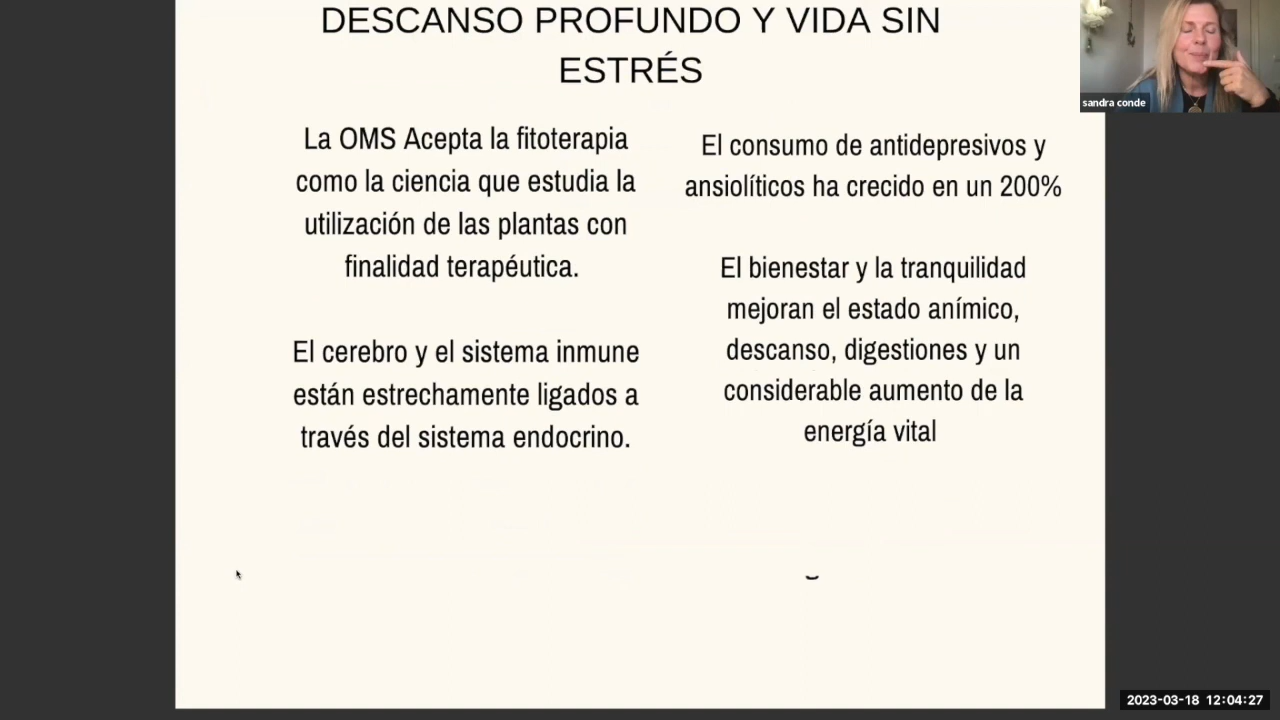 DESCANSO PROFUNDO Y VIDA SIN
ESTRÉS
La OMS Acepta la fitoterapia
como la ciencia que estudia la
utilización de las plantas con
finalidad terapéutica.
El cerebro y el sistema inmune
están estrechamente ligados a
través del sistema endocrino.
El consumo de antidepresivos y
ansiolíticos ha crecido en un 200%
El bienestar y la tranquilidad
mejoran el estado anímico,
descanso, digestiones y un
considerable aumento de la
energía vital
sandra conde
2023-03-18 12:04:27